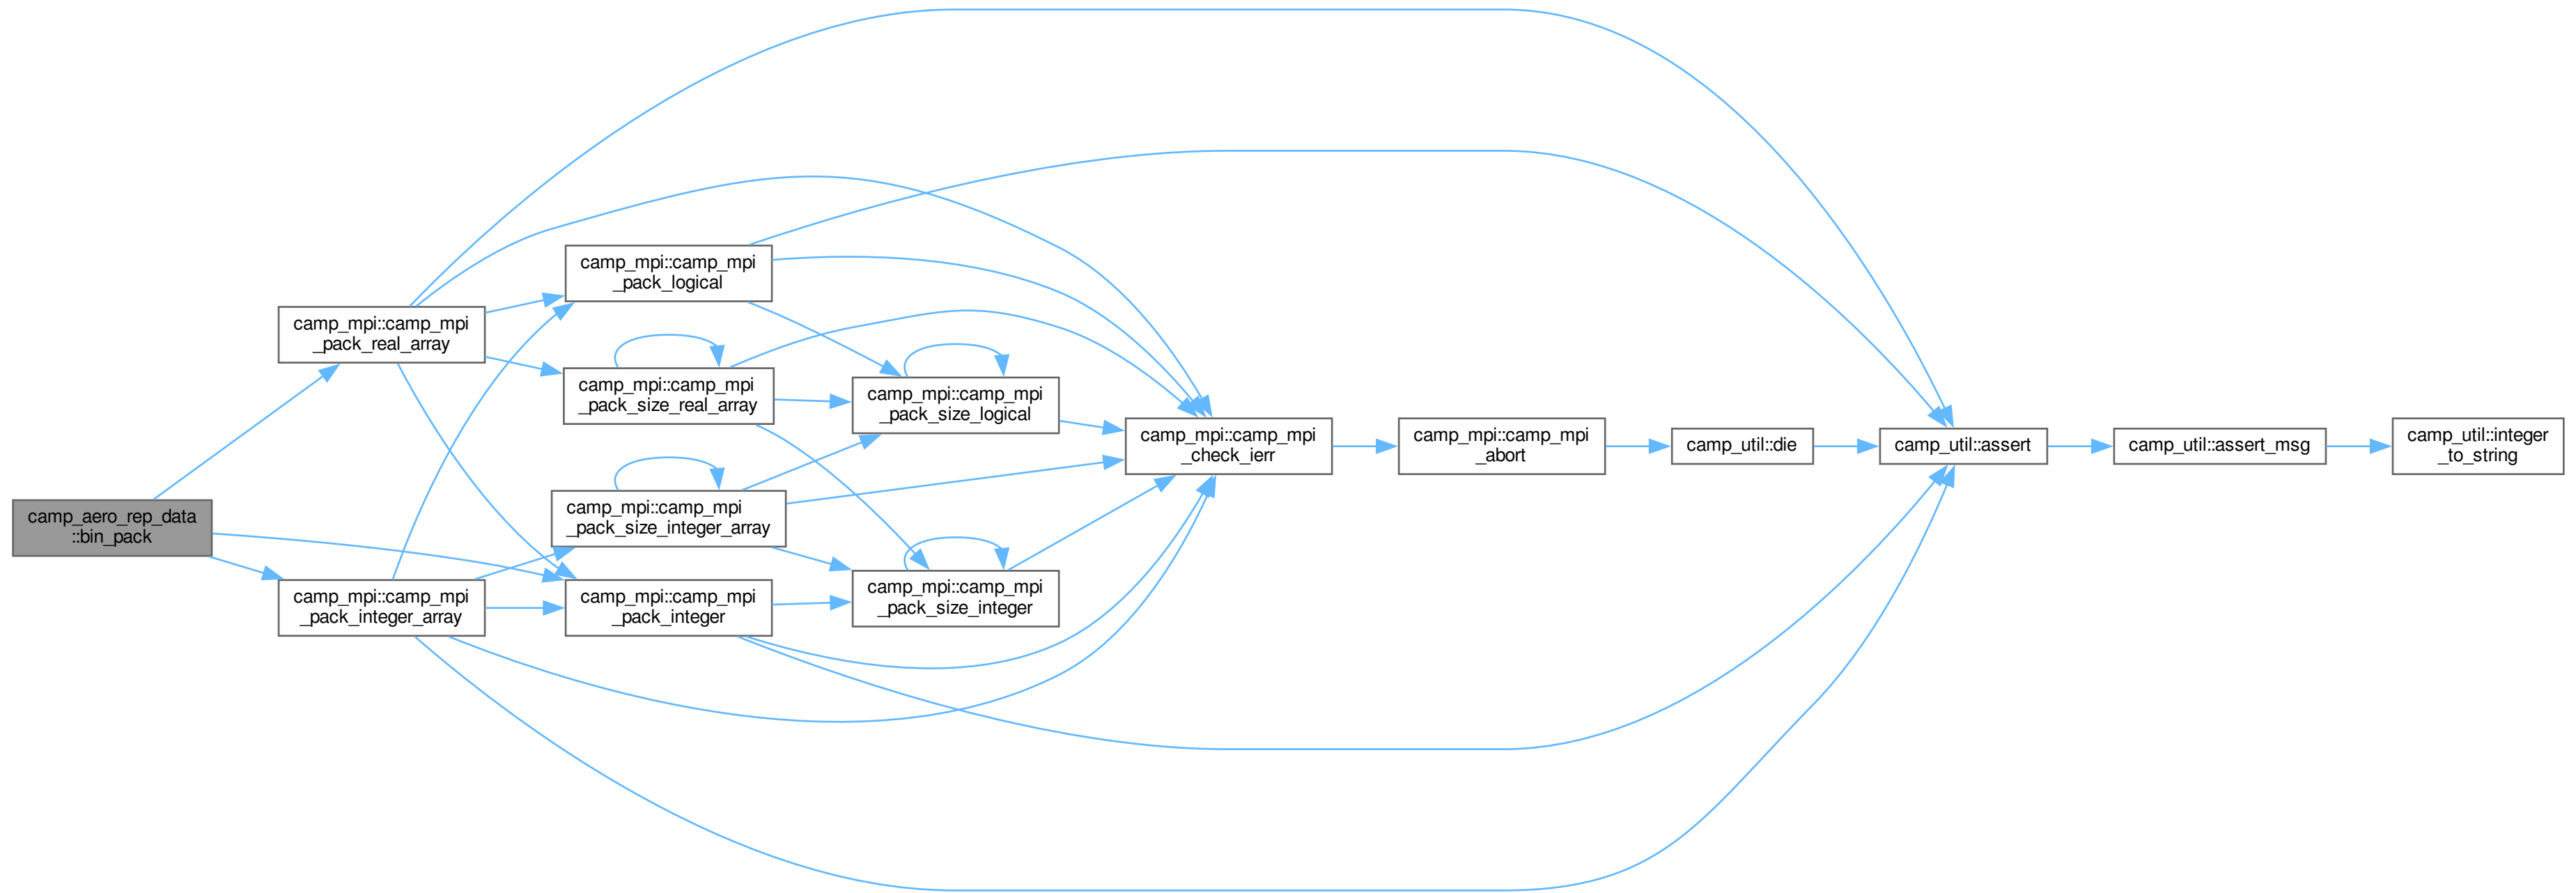 camp_aero_rep_data
::bin_pack
camp_mpi::camp_mpi
_pack_real_array
camp_mpi::camp_mpi
_pack_integer_array
camp_mpi::camp_mpi
_pack_logical
camp_mpi::camp_mpi
_pack_size_real_array
camp_mpi::camp_mpi
_pack_size_integer_array
camp_mpi::camp_mpi
_pack_integer
camp_mpi::camp_mpi
_pack_size_logical
camp_mpi::camp_mpi
_pack_size_integer
camp_mpi::camp_mpi
_check_ierr
camp_mpi::camp_mpi
_abort
camp_util::die
camp_util::assert
camp_util::assert_msg
camp_util::integer
_to_string